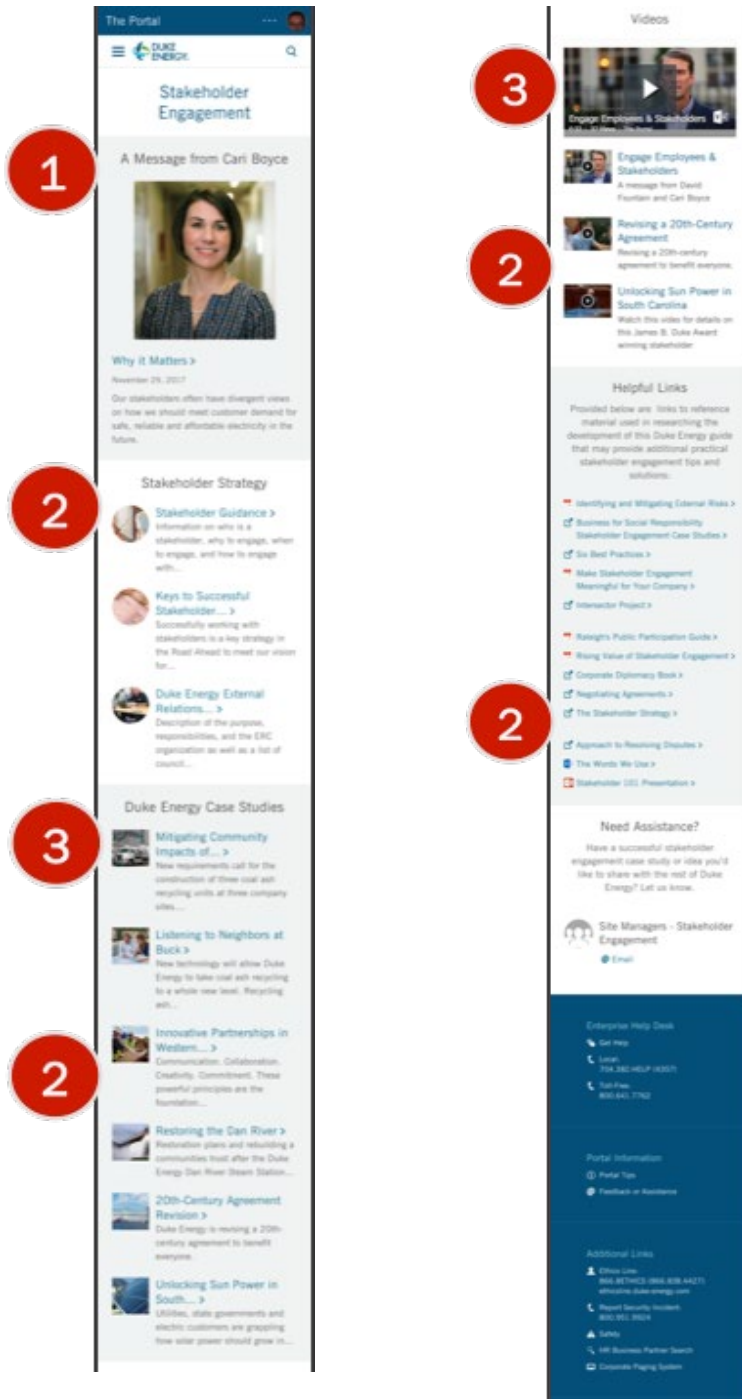 The Portal
DUKE
ENERGY.
Stakeholder
Engagement
1
A Message from Cari Boyce
Why it Matters >
November 29, 2017
Our stakeholders often have divergent views
on how we should meet customer demand for
safe, reliable and affordable electricity in the
future.
2
Stakeholder Strategy
Stakeholder Guidance >
Information on who is a
stakeholder, why to engage, when
to engage, and how to engage
with...
Keys to Successful
Stakeholder... >
Successfully working with
stakeholders is a key strategy in
the Road Ahead to meet our vision
for...
Duke Energy External
Relations... >
Description of the purpose,
responsibilities, and the ERC
organization as well as a list of
council...
Duke Energy Case Studies
3
Mitigating Community
Impacts of... >
New requirements call for the
construction of three coal ash
recycling units at three company
sites....
Listening to Neighbors at
Buck >
New technology will allow Duke
Energy to take coal ash recycling
to a whole new level. Recycling
ash...
2
Innovative Partnerships in
Western... >
Communication. Collaboration.
Creativity. Commitment. These
powerful principles are the
foundation...
Restoring the Dan River >
Restoration plans and rebuilding a
communities trust after the Duke
Energy Dan River Steam Station...
20th-Century Agreement
Revision >
Duke Energy is revising a 20th-
century agreement to benefit
everyone.
Unlocking Sun Power in
South... >
Utilities, state governments and
electric customers are grappling
how solar power should grow in...
Videos
3
Engage Employees & Stakeholders
Engage Employees &
Stakeholders
A message from David
Fountain and Cari Boyce
2
Revising a 20th-Century
Agreement
Revising a 20th-century
agreement to benefit everyone.
Unlocking Sun Power in
South Carolina
Watch this video for details on
this James B. Duke Award
winning stakeholder
Helpful Links
Provided below are links to reference
material used in researching the
development of this Duke Energy guide
that may provide additional practical
stakeholder engagement tips and
solutions:
Identifying and Mitigating External Risks >
Business for Social Responsibility
Stakeholder Engagement Case Studies >
Six Best Practices >
Make Stakeholder Engagement
Meaningful for Your Company >
Intersector Project >
Raleigh's Public Participation Guide >
Rising Value of Stakeholder Engagement >
Corporate Diplomacy Book >
Negotiating Agreements >
2
The Stakeholder Strategy >
Approach to Resolving Disputes >
The Words We Use >
Stakeholder 101 Presentation >
Need Assistance?
Have a successful stakeholder
engagement case study or idea you'd
like to share with the rest of Duke
Energy? Let us know.
Site Managers - Stakeholder
Engagement
Email
Enterprise Help Desk
Get Help
Local:
704.382.HELP (4357)
Toll-Free:
800.641.7762
Portal Information
Portal Tips
Feedback or Assistance
Additional Links
Ethics Line:
ethicsline.duke-energy.com
Report Security Incident:
Safety
HR Business Partner Search
Corporate Paging System